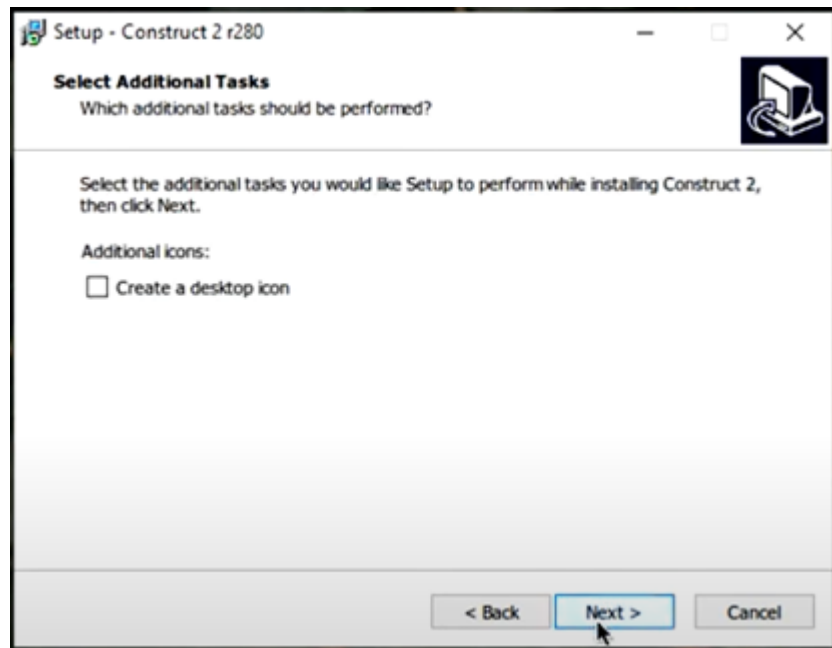 Setup - Construct 2 r280
Select Additional Tasks
Which additional tasks should be performed?
Select the additional tasks you would like Setup to perform while installing Construct 2,
then click Next.
Additional icons:
Create a desktop icon
< Back
Next >
Cancel